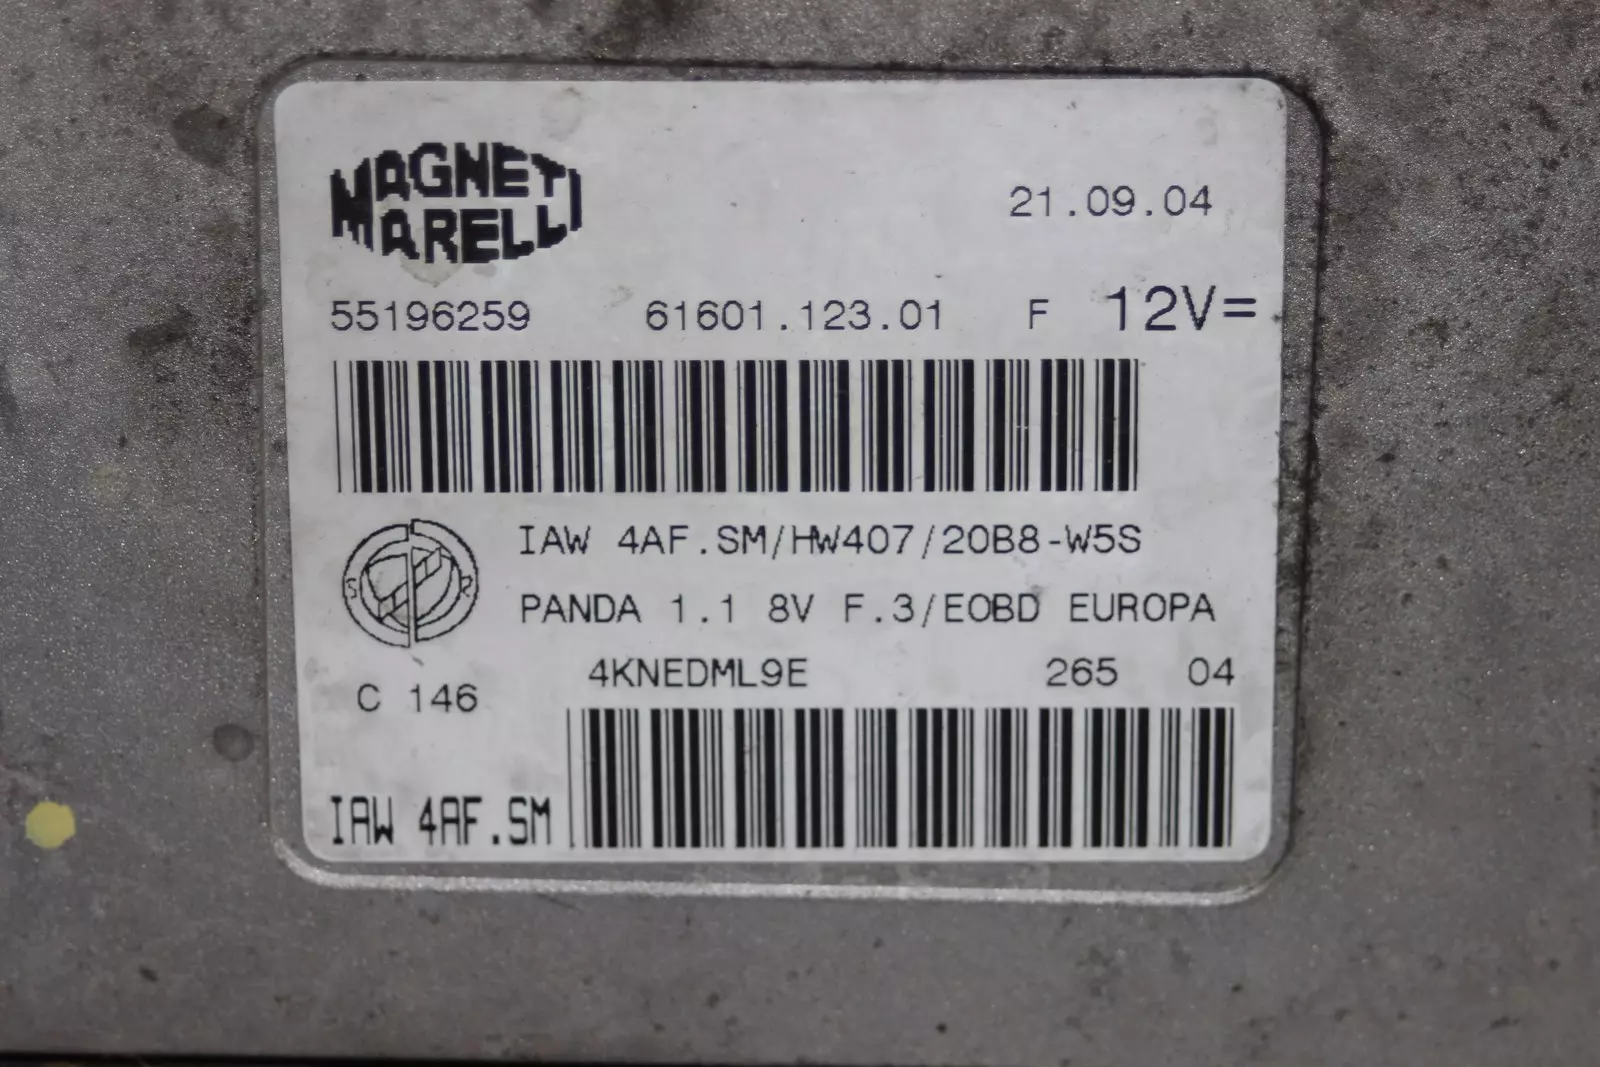 MAGNETI
MARELLI
21.09.04
55196259 61601.123.01 F 12V=
IAW 4AF.SM/HW407/20B8-W5S
S R
PANDA 1.1 8V F.3/EOBD EUROPA
4KNEDML9E 265 04
C 146
IAW 4AF.SM